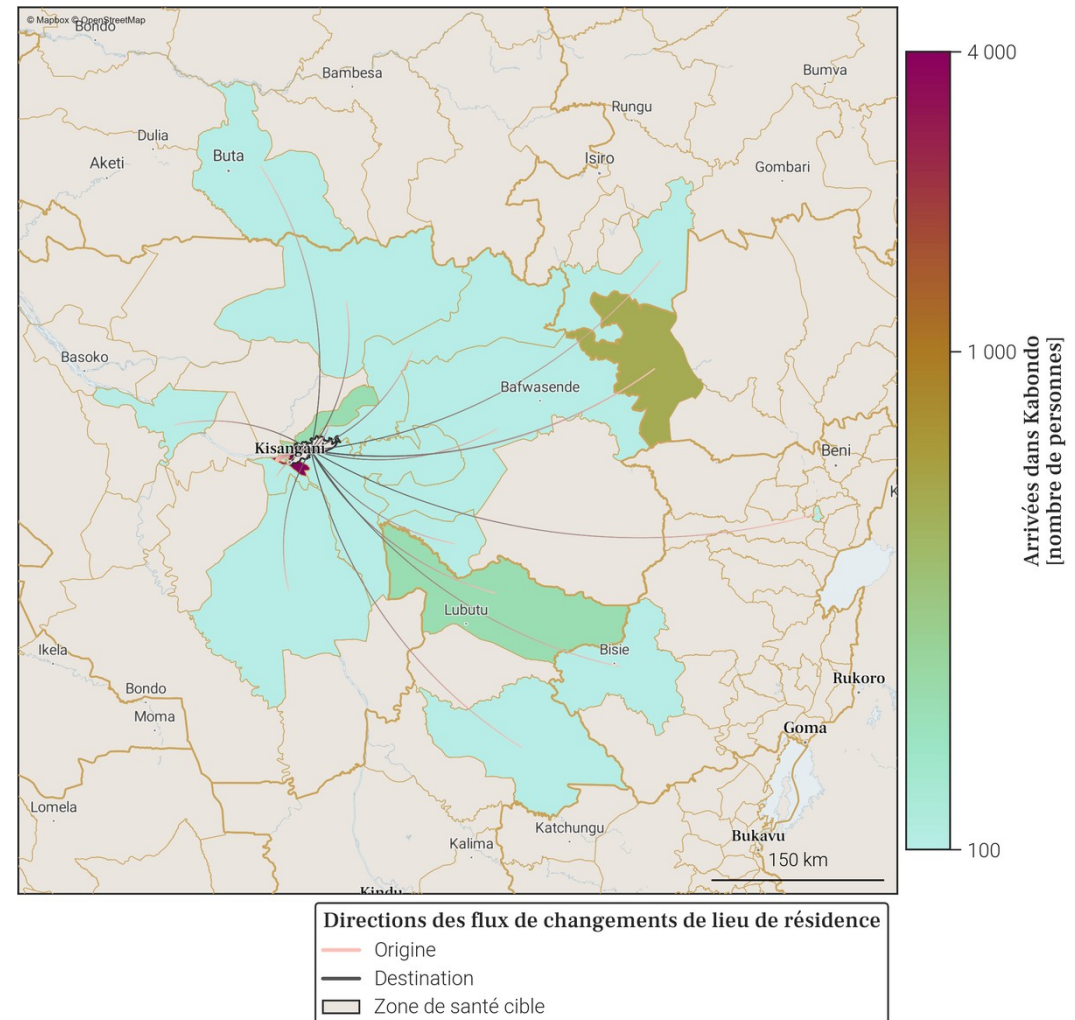 © Mapbox © OpenStreetMap
Bondo
Bambesa
Bumva
Rungu
Dulia
Aketi
Buta
Isiro
Gombari
Basoko
Bafwasende
Kisangani
Beni
K
Lubutu
Ikela
Bisie
Bondo
Rukoro
Moma
Goma
Lomela
Katchungu
Bukavu
Kalima
150 km
Kindu
4 000
1 000
100
Arrivées dans Kabondo
[nombre de personnes]
Directions des flux de changements de lieu de résidence
Origine
Destination
Zone de santé cible